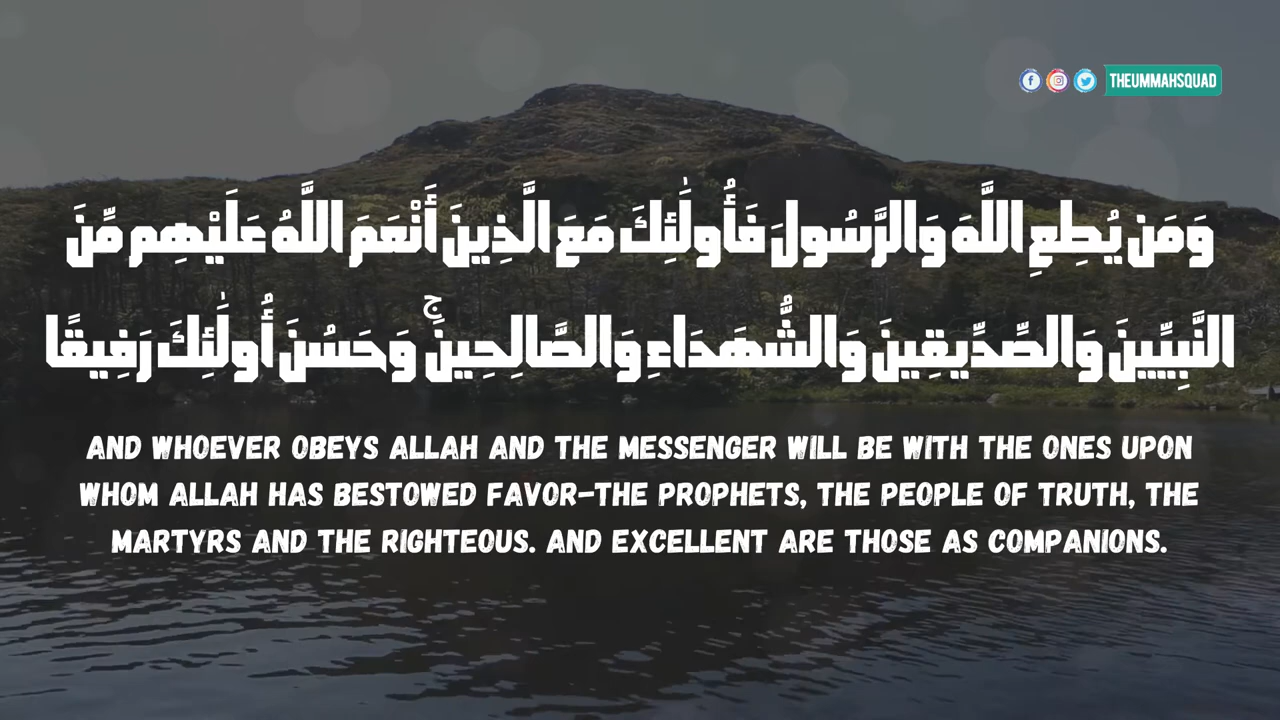 THEUMMAHSQUAD
وَمَن يُطِعِ اللَّهَ وَالرَّسُولَ فَأُولَٰئِكَ مَعَ الَّذِينَ أَنْعَمَ اللَّهُ عَلَيْهِم مِّنَ
النَّبِيِّينَ وَالصِّدِّيقِينَ وَالشُّهَدَاءِ وَالصَّالِحِينَ ۚ وَحَسُنَ أُولَٰئِكَ رَفِيقًا
AND WHOEVER OBEYS ALLAH AND THE MESSENGER WILL BE WITH THE ONES UPON
WHOM ALLAH HAS BESTOWED FAVOR-THE PROPHETS, THE PEOPLE OF TRUTH, THE
MARTYRS AND THE RIGHTEOUS. AND EXCELLENT ARE THOSE AS COMPANIONS.